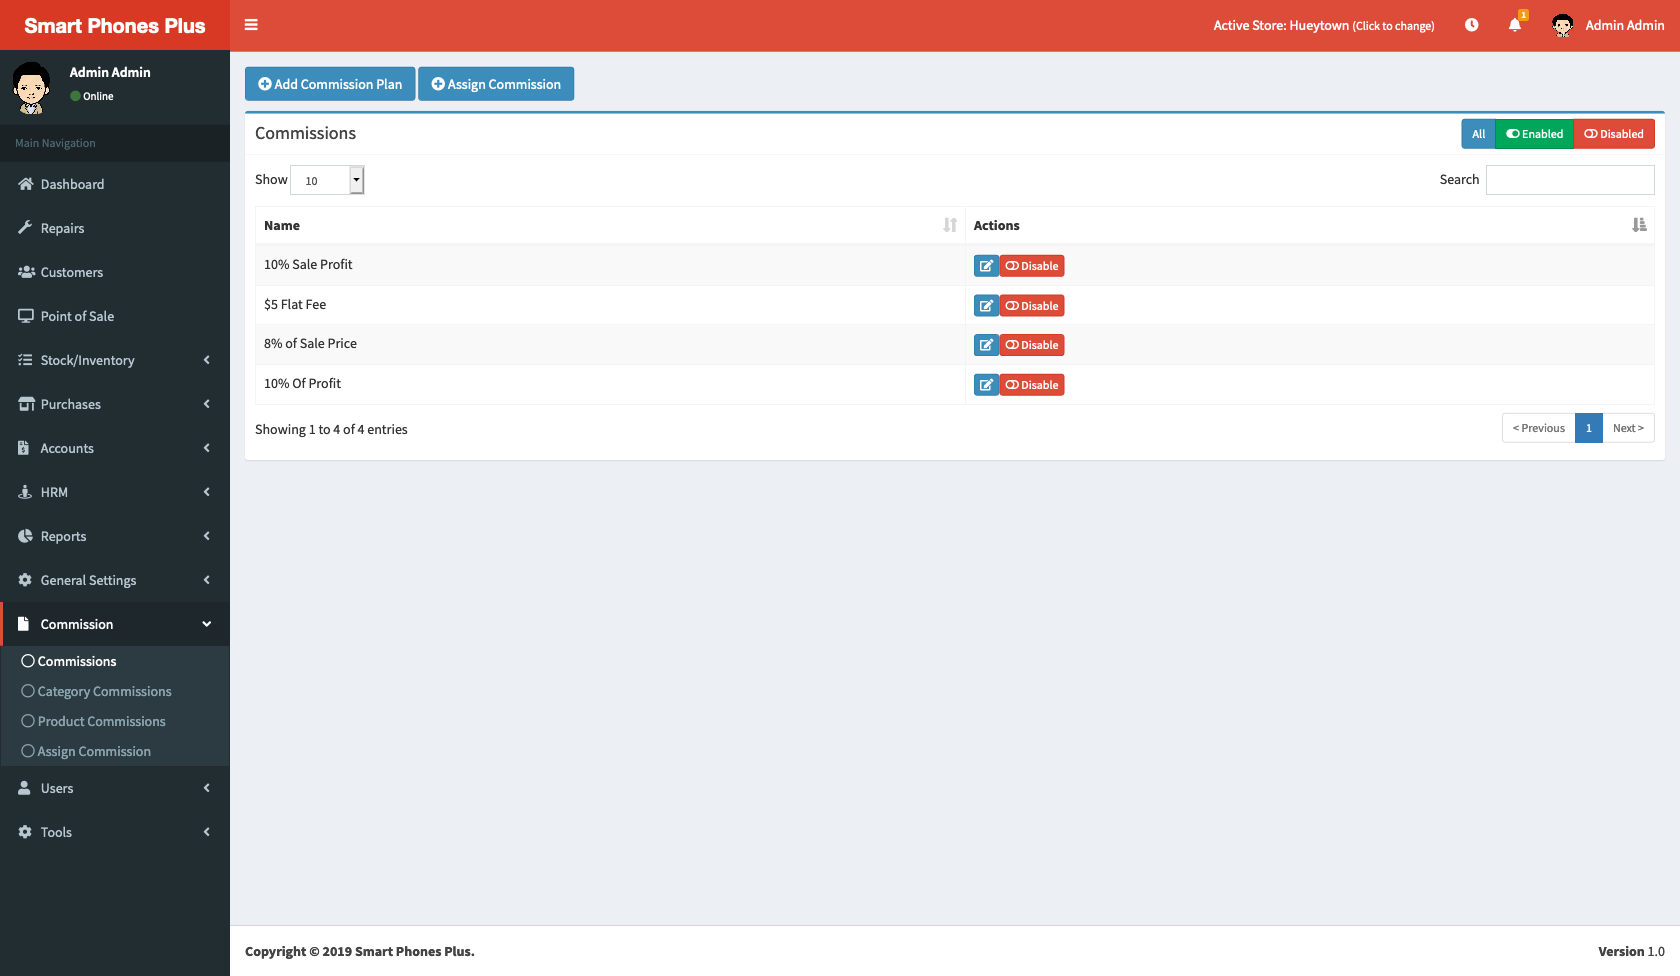 Smart Phones Plus
Active Store: Hueytown (Click to change)
1
Admin Admin
Admin Admin
Online
Main Navigation
Dashboard
Repairs
Customers
Point of Sale
Stock/Inventory
Purchases
Accounts
HRM
Reports
General Settings
Commission
Commissions
Category Commissions
Product Commissions
Assign Commission
Users
Tools
Add Commission Plan
Assign Commission
Commissions
All
Enabled
Disabled
Show 10
Search
Name
Actions
10% Sale Profit
Disable
$5 Flat Fee
Disable
8% of Sale Price
Disable
10% Of Profit
Disable
Showing 1 to 4 of 4 entries
< Previous
1
Next >
Copyright © 2019 Smart Phones Plus.
Version 1.0